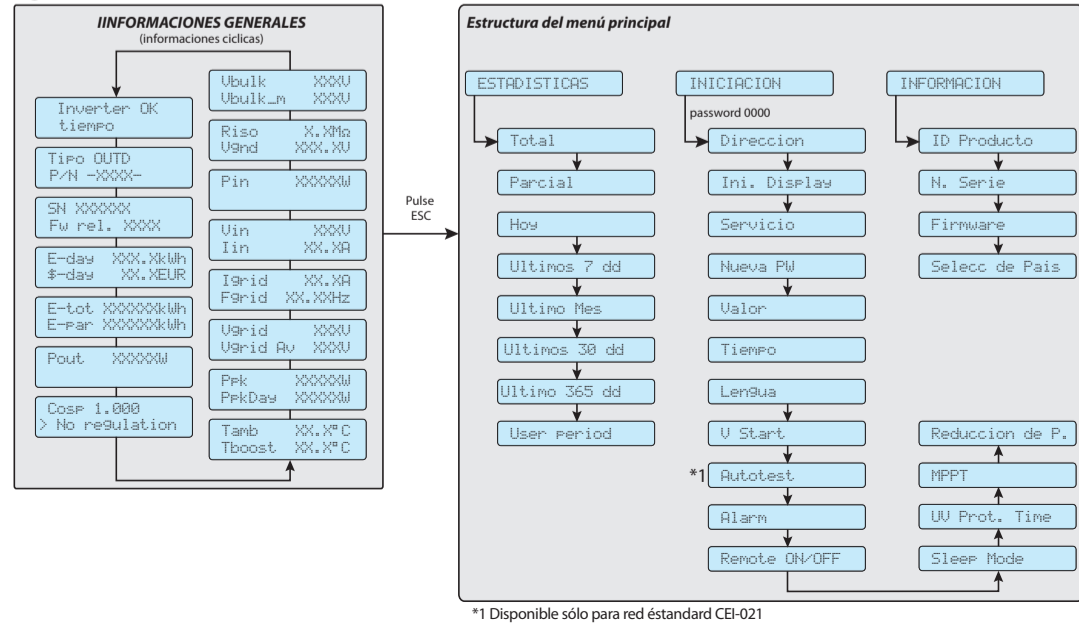 IINFORMACIONES GENERALES
(informaciones ciclicas)
Inverter OK
tiempo
Tipo OUTD
P/N -XXXX-
SN XXXXXX
Fw rel. XXXX
E-day XXX.XkWh
$-day XX.XEUR
E-tot XXXXXXkWh
E-par XXXXXXkWh
Pout XXXXXW
Cosp 1.000
> No regulation
Vbulk XXXV
Vbulk_m XXXV
Riso X.XMΩ
Vgnd XXX.XV
Pin XXXXXW
Vin XXXV
Iin XX.XA
Igrid XX.XA
Fgrid XX.XXHz
Vgrid XXXV
Vgrid Av XXXV
Ppk XXXXXW
PpkDay XXXXXW
Tamb XX.X°C
Tboost XX.X°C
Pulse
ESC
Estructura del menú principal
ESTADISTICAS
Total
Parcial
Hoy
Ultimos 7 dd
Ultimo Mes
Ultimos 30 dd
Ultimo 365 dd
User period
INICIACION
password 0000
Direccion
Ini. Display
Servicio
Nueva PW
Valor
Tiempo
Lengua
V Start
*1 Autotest
Alarm
Remote ON/OFF
INFORMACION
ID Producto
N. Serie
Firmware
Selecc de Pais
Reduccion de P.
MPPT
UV Prot. Time
Sleep Mode
*1 Disponible sólo para red éstandard CEI-021